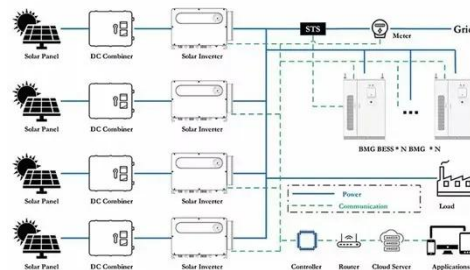 STS
Meter
Grid
Solar Panel
DC Combiner
Solar Inverter
Solar Panel
DC Combiner
Solar Inverter
BMG BESS * N BMG * N
Solar Panel
DC Combiner
Solar Inverter
Power
Communication
Load
Solar Panel
DC Combiner
Solar Inverter
Controller
Router
Cloud Server
Application